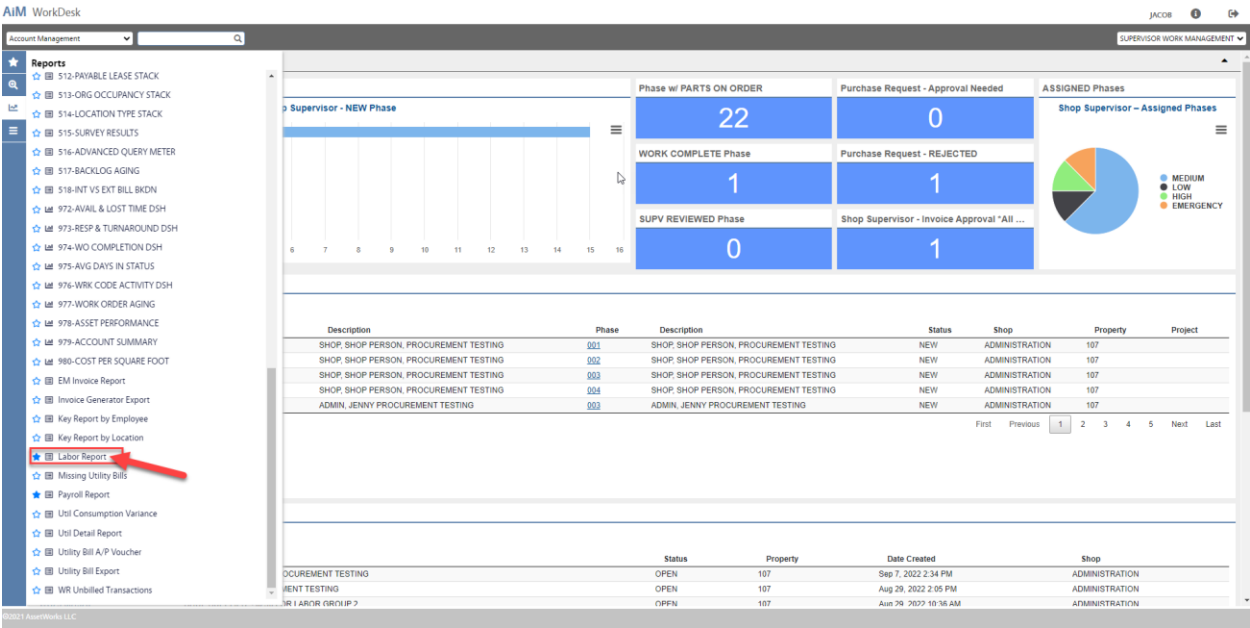 AiM WorkDesk
JACOB
Account Management
SUPERVISOR WORK MANAGEMENT
Reports
512-PAYABLE LEASE STACK
513-ORG OCCUPANCY STACK
514-LOCATION TYPE STACK
515-SURVEY RESULTS
516-ADVANCED QUERY METER
517-BACKLOG AGING
518-INT VS EXT BILL BKDN
972-AVAIL & LOST TIME DSH
973-RESP & TURNAROUND DSH
974-WO COMPLETION DSH
975-AVG DAYS IN STATUS
976-WRK CODE ACTIVITY DSH
977-WORK ORDER AGING
978-ASSET PERFORMANCE
979-ACCOUNT SUMMARY
980-COST PER SQUARE FOOT
EM Invoice Report
Invoice Generator Export
Key Report by Employee
Key Report by Location
Labor Report
Missing Utility Bills
Payroll Report
Util Consumption Variance
Util Detail Report
Utility Bill A/P Voucher
Utility Bill Export
WR Unbilled Transactions
p Supervisor - NEW Phase
6 7 8 9 10 11 12 13 14 15 16
Phase w/ PARTS ON ORDER
22
WORK COMPLETE Phase
1
SUPV REVIEWED Phase
0
Purchase Request - Approval Needed
0
Purchase Request - REJECTED
1
Shop Supervisor - Invoice Approval *All ...
1
ASSIGNED Phases
Shop Supervisor – Assigned Phases
MEDIUM
LOW
HIGH
EMERGENCY
Description Phase Description Status Shop Property Project
SHOP, SHOP PERSON, PROCUREMENT TESTING 001 SHOP, SHOP PERSON, PROCUREMENT TESTING NEW ADMINISTRATION 107
SHOP, SHOP PERSON, PROCUREMENT TESTING 002 SHOP, SHOP PERSON, PROCUREMENT TESTING NEW ADMINISTRATION 107
SHOP, SHOP PERSON, PROCUREMENT TESTING 003 SHOP, SHOP PERSON, PROCUREMENT TESTING NEW ADMINISTRATION 107
SHOP, SHOP PERSON, PROCUREMENT TESTING 004 SHOP, SHOP PERSON, PROCUREMENT TESTING NEW ADMINISTRATION 107
ADMIN, JENNY PROCUREMENT TESTING 003 ADMIN, JENNY PROCUREMENT TESTING NEW ADMINISTRATION 107
First Previous 1 2 3 4 5 Next Last
Status Property Date Created Shop
OCUREMENT TESTING OPEN 107 Sep 7, 2022 2:34 PM ADMINISTRATION
MENT TESTING OPEN 107 Aug 29, 2022 2:05 PM ADMINISTRATION
OR LABOR GROUP 2 OPEN 107 Aug 29, 2022 10:36 AM ADMINISTRATION
©2021 AssetWorks LLC